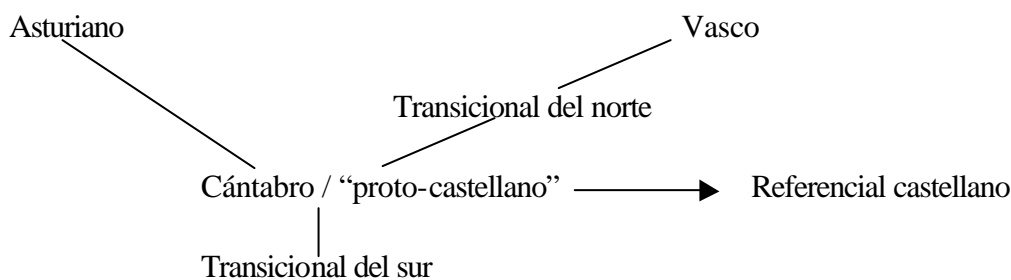 Asturiano Vasco
Transicional del norte
Cántabro / “proto-castellano” Referencial castellano
Transicional del sur